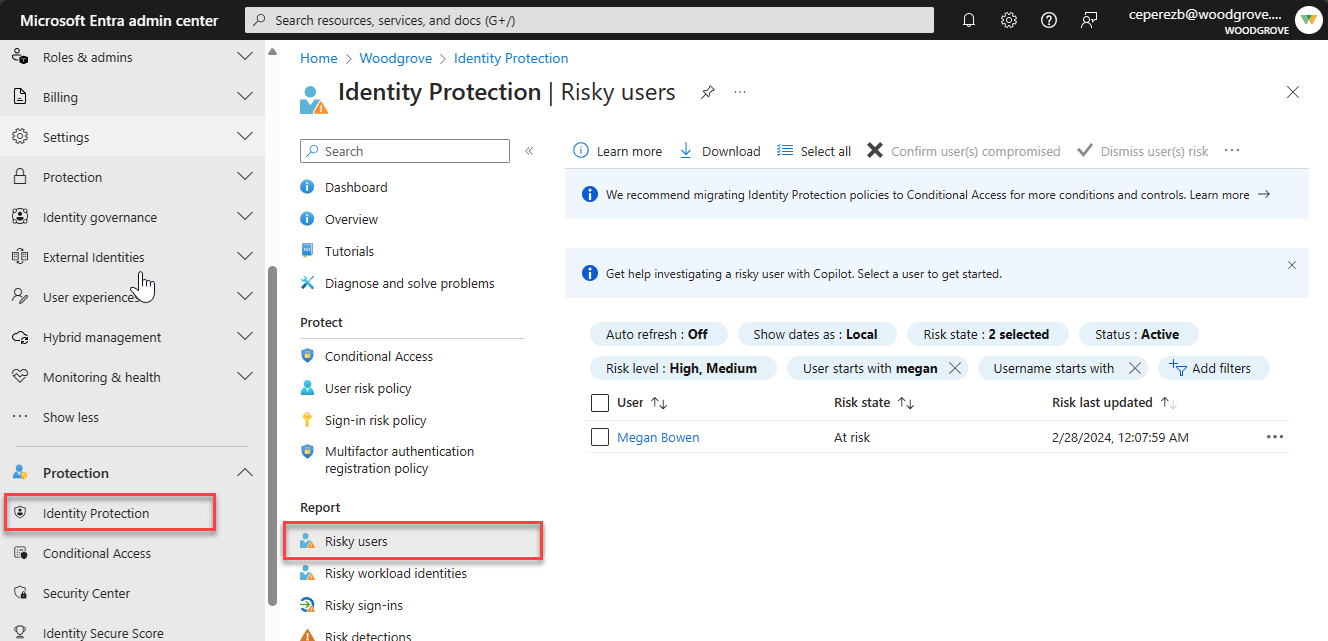 Microsoft Entra admin center
Search resources, services, and docs (G+/)
ceperezb@woodgrove....
WOODGROVE
Roles & admins
Billing
Settings
Protection
Identity governance
External Identities
User experiences
Hybrid management
Monitoring & health
Show less
Protection
Identity Protection
Conditional Access
Security Center
Identity Secure Score
Home > Woodgrove > Identity Protection
Identity Protection | Risky users
Search
Dashboard
Overview
Tutorials
Diagnose and solve problems
Protect
Conditional Access
User risk policy
Sign-in risk policy
Multifactor authentication
registration policy
Report
Risky users
Risky workload identities
Risky sign-ins
Risk detections
Learn more Download Select all Confirm user(s) compromised Dismiss user(s) risk
We recommend migrating Identity Protection policies to Conditional Access for more conditions and controls. Learn more →
Get help investigating a risky user with Copilot. Select a user to get started.
Auto refresh : Off Show dates as : Local Risk state : 2 selected Status : Active
Risk level : High, Medium User starts with megan Username starts with Add filters
User Risk state Risk last updated
Megan Bowen At risk 2/28/2024, 12:07:59 AM